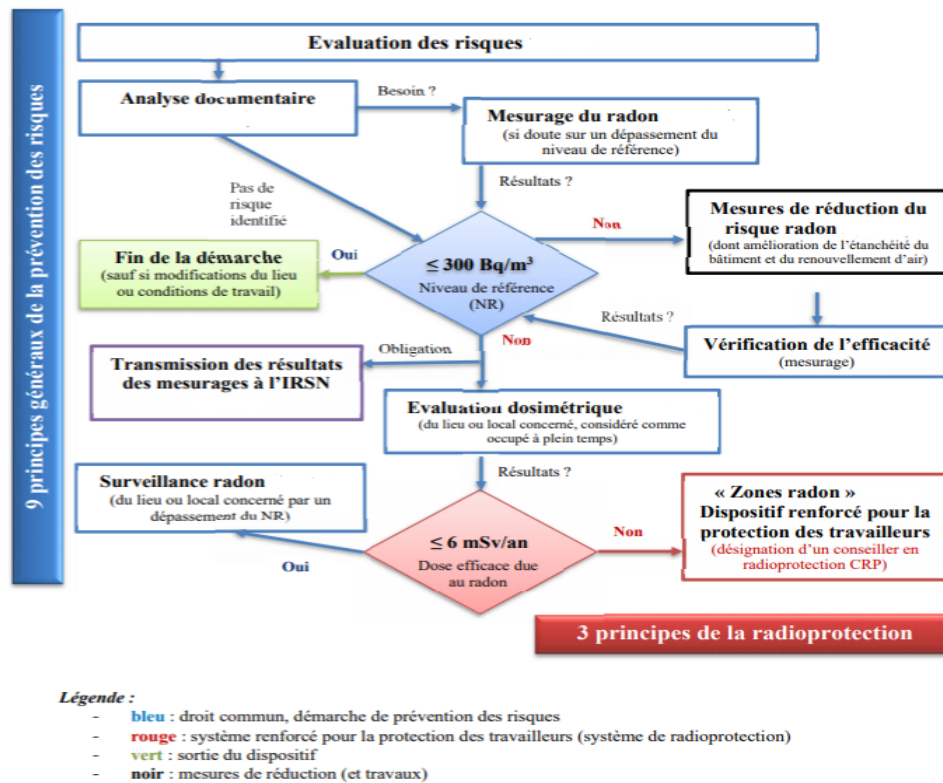 9 principes généraux de la prévention des risques
Evaluation des risques
Analyse documentaire
Besoin ?
Mesurage du radon
(si doute sur un dépassement du
niveau de référence)
Pas de
risque
identifié
Résultats ?
Non
Mesures de réduction du
risque radon
(dont amélioration de l'étanchéité du
bâtiment et du renouvellement d'air)
Fin de la démarche
(sauf si modifications du lieu
ou conditions de travail)
Oui
≤ 300 Bq/m³
Niveau de référence
(NR)
Résultats ?
Vérification de l'efficacité
(mesurage)
Non
Obligation
Transmission des résultats
des mesurages à l'IRSN
Evaluation dosimétrique
(du lieu ou local concerné, considéré comme
occupé à plein temps)
Résultats ?
Surveillance radon
(du lieu ou local concerné par un
dépassement du NR)
Oui
≤ 6 mSv/an
Dose efficace due
au radon
Non
« Zones radon »
Dispositif renforcé pour la
protection des travailleurs
(désignation d'un conseiller en
radioprotection CRP)
3 principes de la radioprotection
Légende :
- bleu : droit commun, démarche de prévention des risques
- rouge : système renforcé pour la protection des travailleurs (système de radioprotection)
- vert : sortie du dispositif
- noir : mesures de réduction (et travaux)